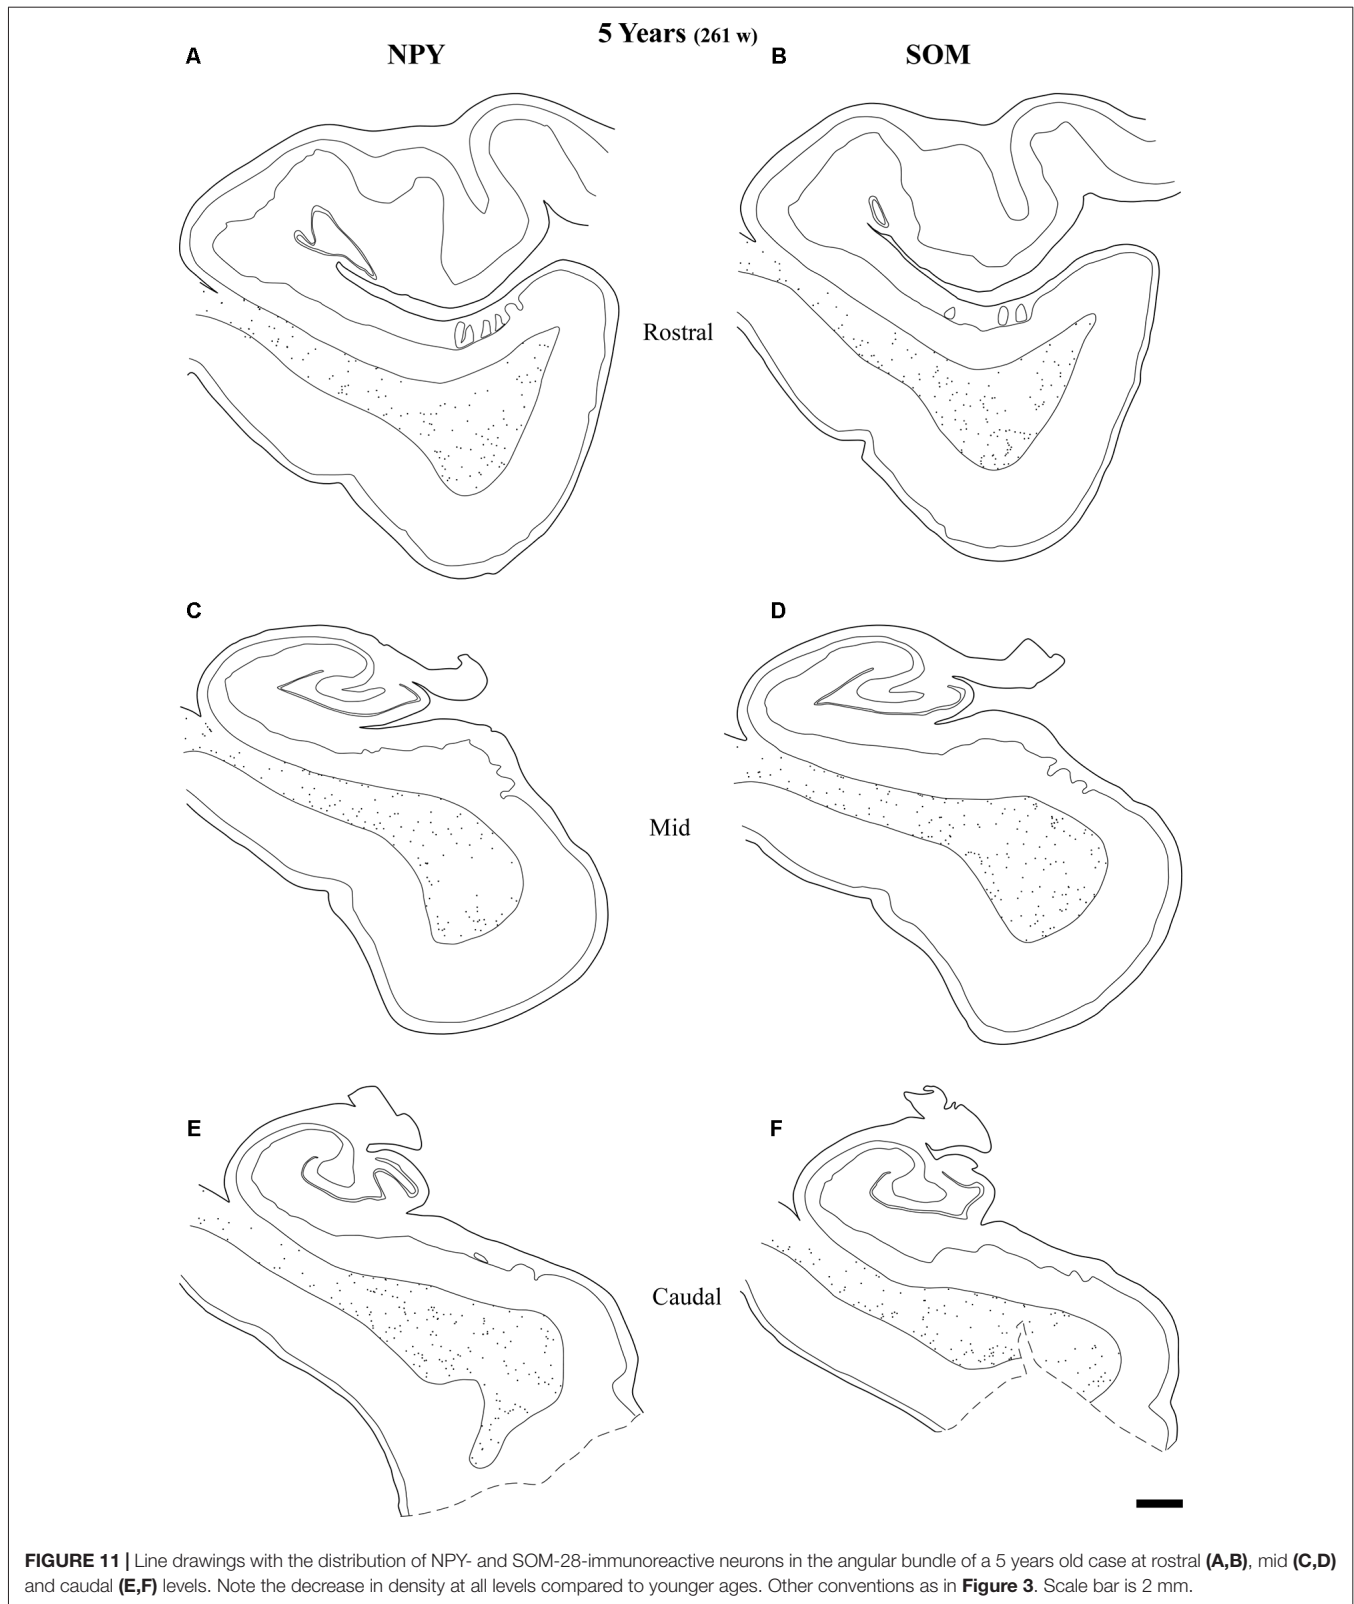 5 Years (261 w)
A NPY B SOM
Rostral
C D
Mid
E F
Caudal
FIGURE 11 | Line drawings with the distribution of NPY- and SOM-28-immunoreactive neurons in the angular bundle of a 5 years old case at rostral (A,B), mid (C,D)
and caudal (E,F) levels. Note the decrease in density at all levels compared to younger ages. Other conventions as in Figure 3. Scale bar is 2 mm.